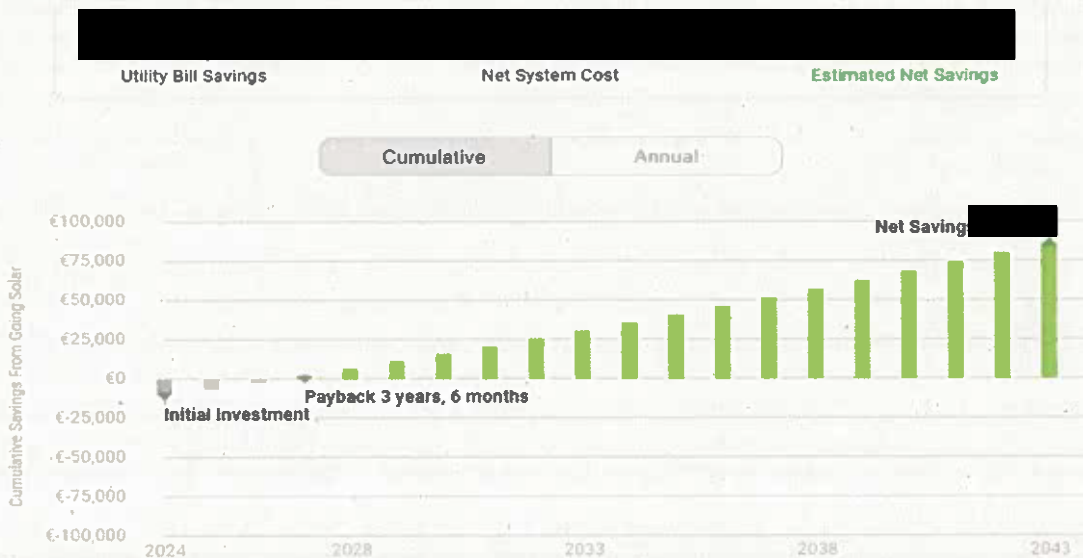 Utility Bill Savings Net System Cost Estimated Net Savings
Cumulative Annual
Cumulative Savings From Going Solar
€100,000
Net Saving
€75,000
€50,000
€25,000
€0
Payback 3 years, 6 months
Initial Investment
€-25,000
€-50,000
€-75,000
€-100,000
2024 2028 2033 2038 2043